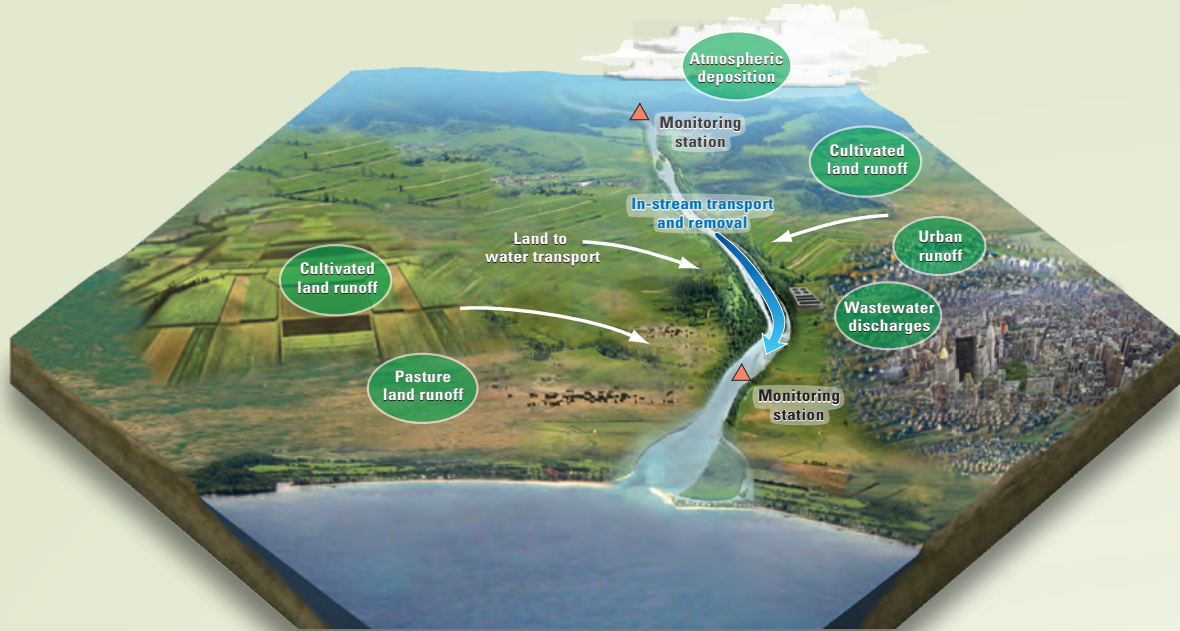 Atmospheric
deposition
Monitoring
station
Cultivated
land runoff
In-stream transport
and removal
Land to
water transport
Urban
runoff
Cultivated
land runoff
Wastewater
discharges
Pasture
land runoff
Monitoring
station